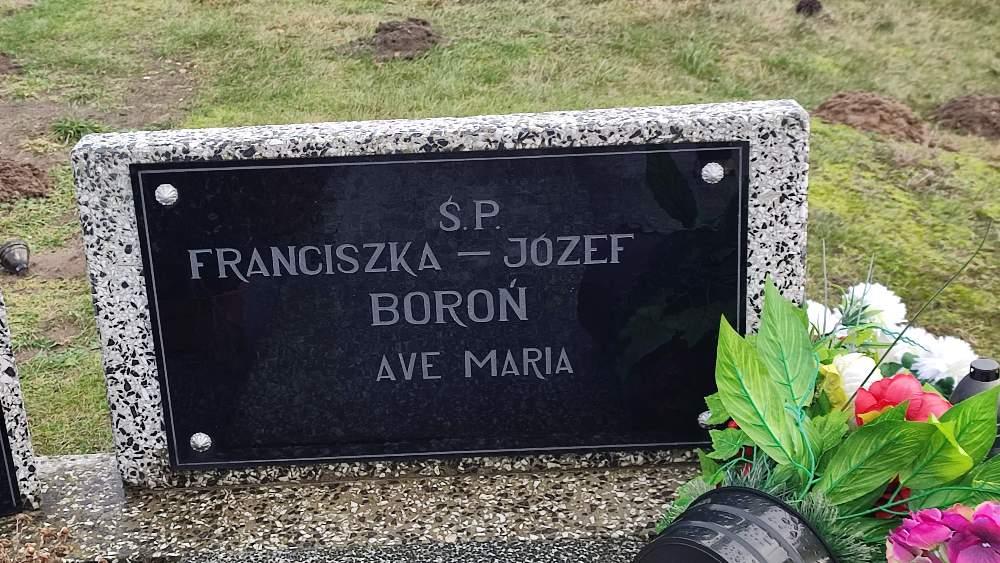 Ś.P.
FRANCISZKA – JÓZEF
BOROŃ
AVE MARIA